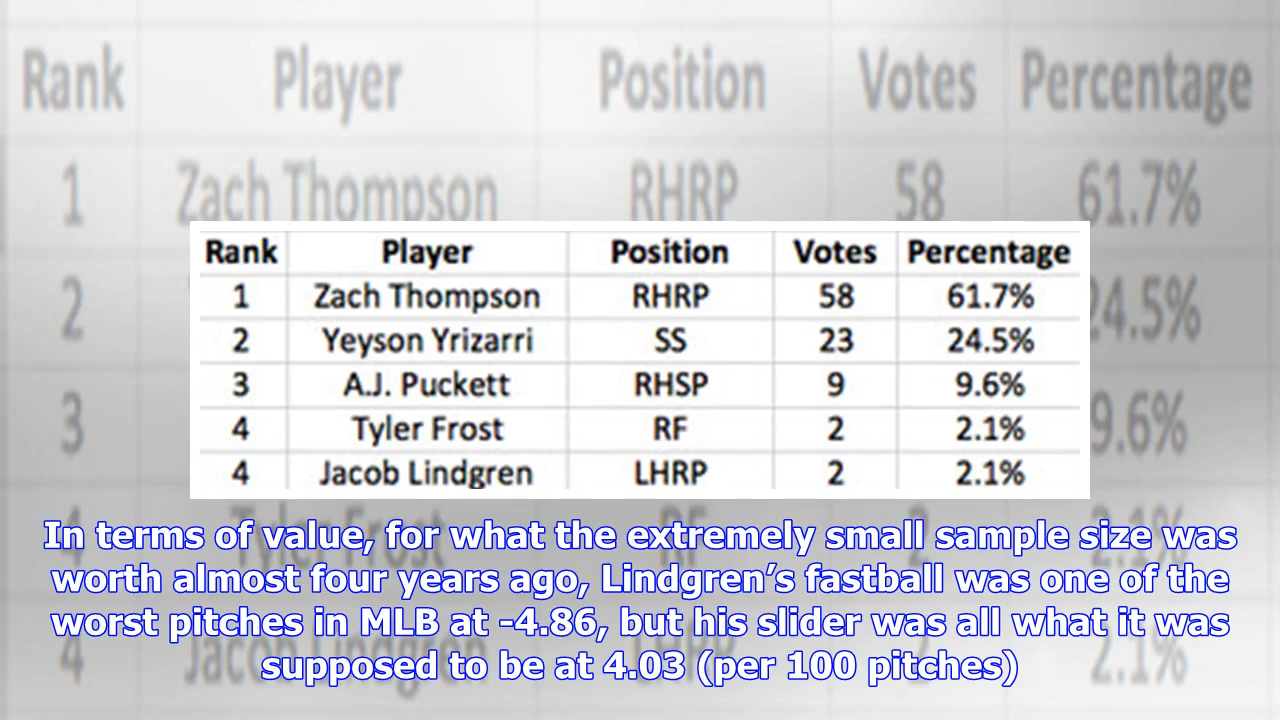 Rank Player Position Votes Percentage
1 Zach Thompson RHRP 58 61.7%
2 Yeyson Yrizarri SS 23 24.5%
3 A.J. Puckett RHSP 9 9.6%
4 Tyler Frost RF 2 2.1%
4 Jacob Lindgren LHRP 2 2.1%
In terms of value, for what the extremely small sample size was
worth almost four years ago, Lindgren’s fastball was one of the
worst pitches in MLB at -4.86, but his slider was all what it was
supposed to be at 4.03 (per 100 pitches)